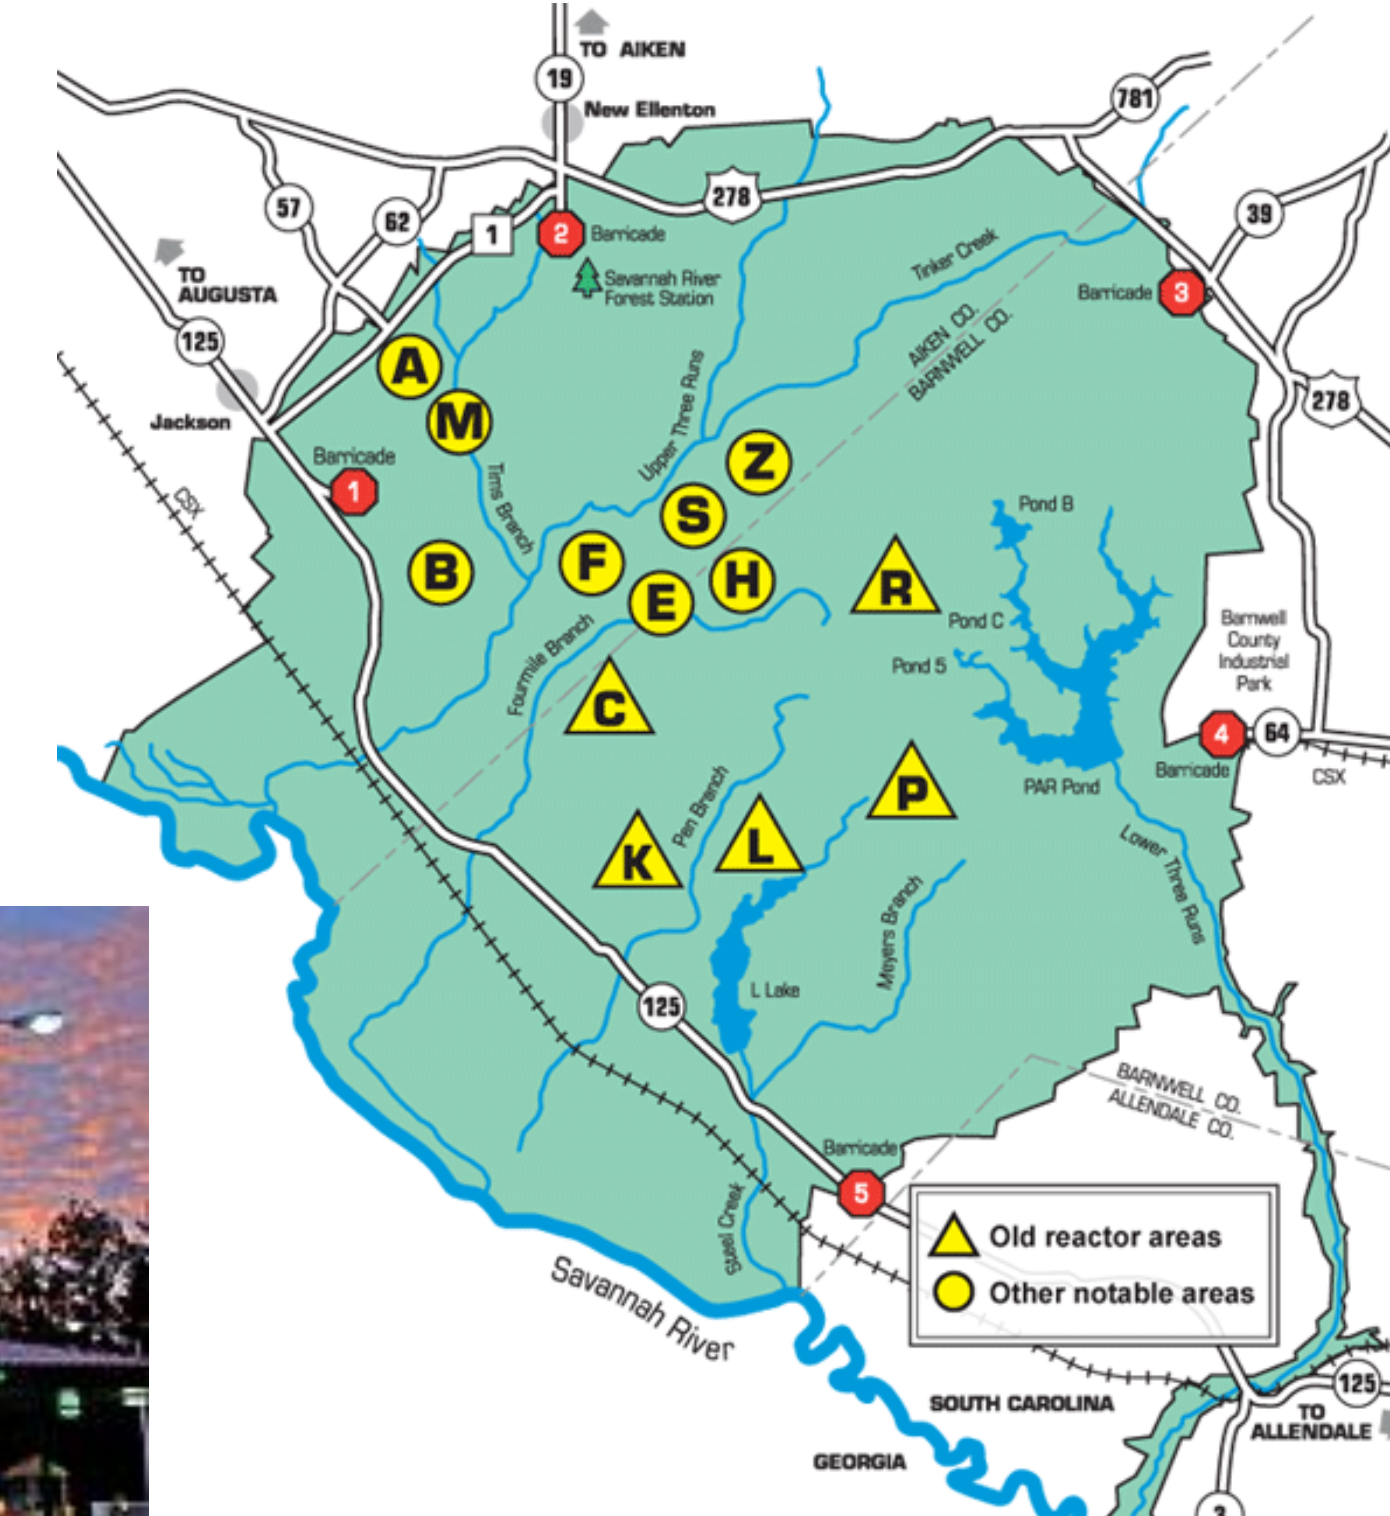 TO AIKEN
19
New Ellenton
781
278
57
62
1
2
Barricade
39
TO
AUGUSTA
Savannah River
Forest Station
Tinker Creek
Barricade
3
125
AIKEN CO.
BARNWELL CO.
A
278
Jackson
M
Upper Three Runs
Barricade
1
Z
CSX
Tims Branch
S
Pond B
B
F
H
R
E
Pond C
Barnwell
County
Industrial
Park
Fourmile Branch
Pond 5
C
4
64
Barricade
CSX
PAR Pond
P
Pen Branch
K
L
Lower Three Runs
Meyers Branch
L Lake
125
BARNWELL CO.
ALLENDALE CO.
Barricade
5
Steel Creek
Old reactor areas
Other notable areas
Savannah River
SOUTH CAROLINA
125
TO
ALLENDALE
GEORGIA
3